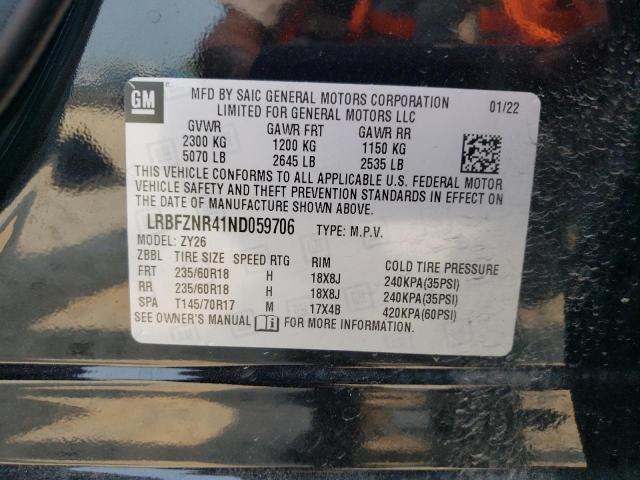 GM
MFD BY SAIC GENERAL MOTORS CORPORATION 01/22
LIMITED FOR GENERAL MOTORS LLC
GVWR GAWR FRT GAWR RR
2300 KG 1200 KG 1150 KG
5070 LB 2645 LB 2535 LB
THIS VEHICLE CONFORMS TO ALL APPLICABLE U.S. FEDERAL MOTOR
VEHICLE SAFETY AND THEFT PREVENTION STANDARDS IN EFFECT ON
THE DATE OF MANUFACTURE SHOWN ABOVE.
LRBFZNR41ND059706 TYPE: M.P.V.
MODEL: ZY26
ZBBL TIRE SIZE SPEED RTG RIM COLD TIRE PRESSURE
FRT 235/60R18 H 18X8J 240KPA(35PSI)
RR 235/60R18 H 18X8J 240KPA(35PSI)
SPA T145/70R17 M 17X4B 420KPA(60PSI)
SEE OWNER'S MANUAL FOR MORE INFORMATION.